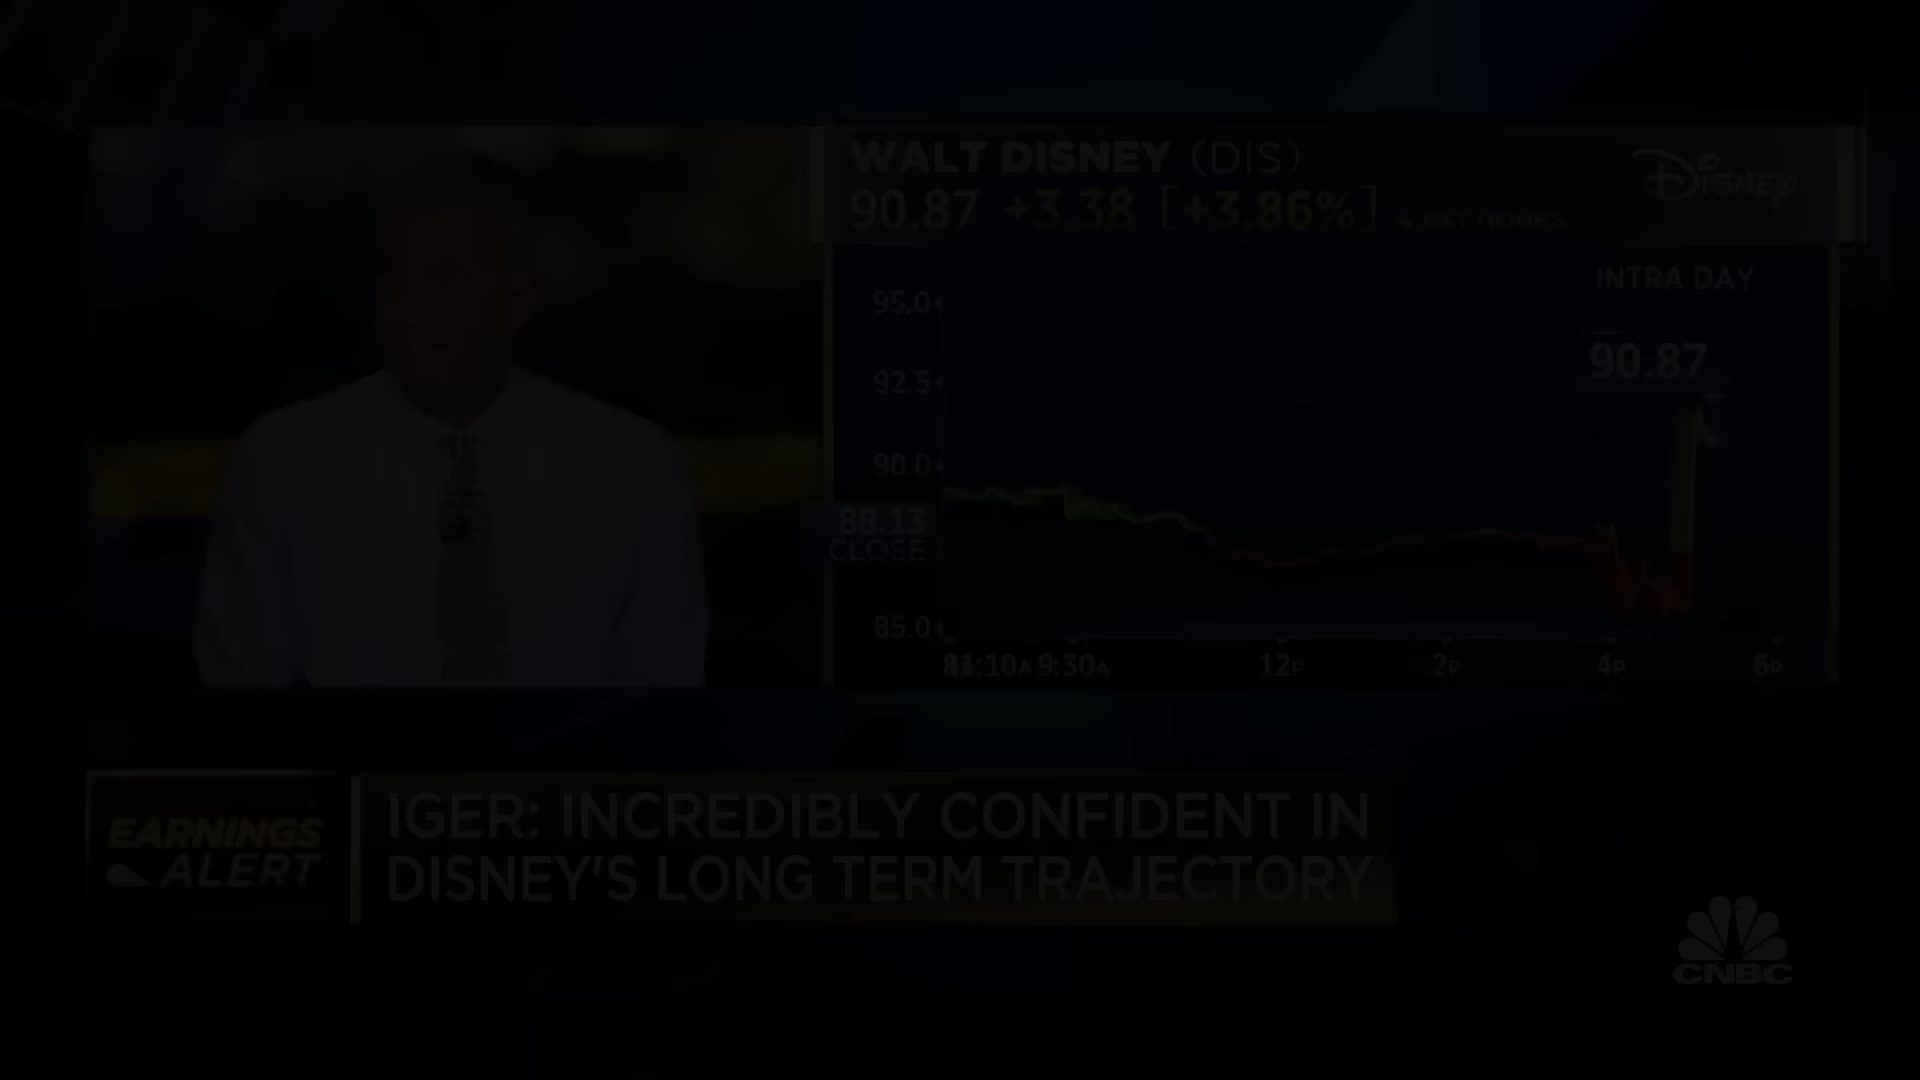 WALT DISNEY (DIS)
90.87 +3.38 [+3.86%] EXT HOURS
Disney
INTRA DAY
90.87
95.0
92.5
90.0
88.13
CLOSE
85.0
9:30A 12P 2P 4P 6P
EARNINGS
ALERT
IGER: INCREDIBLY CONFIDENT IN
DISNEY'S LONG TERM TRAJECTORY
CNBC